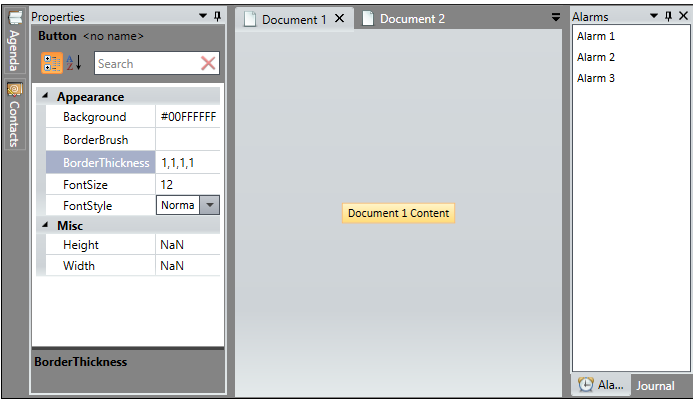 Agenda
Contacts
Properties
Button <no name>
Search
Appearance
Background #00FFFFFF
BorderBrush
BorderThickness 1,1,1,1
FontSize 12
FontStyle Norma
Misc
Height NaN
Width NaN
BorderThickness
Document 1 Document 2
Document 1 Content
Alarms
Alarm 1
Alarm 2
Alarm 3
Ala... Journal